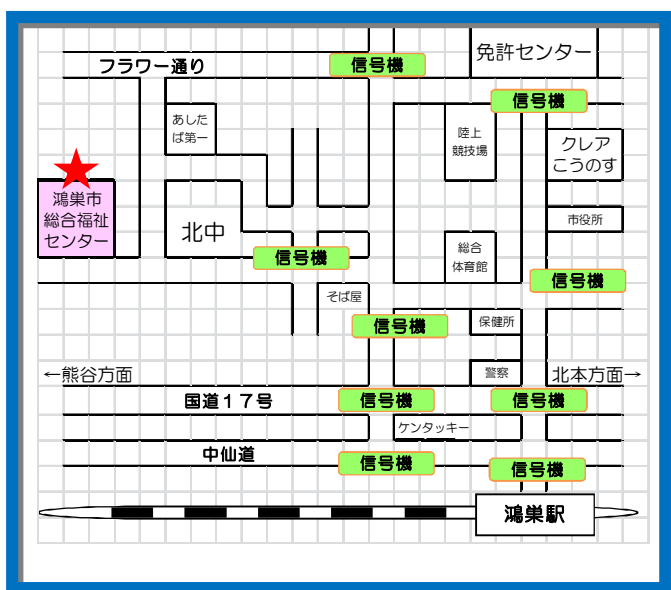 免許センター
フラワー通り
信号機
信号機
あした
ば第一
陸上
競技場
クレア
こうのす
鴻巣市
総合福祉
センター
北中
市役所
信号機
総合
体育館
信号機
そば屋
信号機
保健所
←熊谷方面
警察
北本方面→
国道17号
信号機
信号機
ケンタッキー
中仙道
信号機
信号機
鴻巣駅